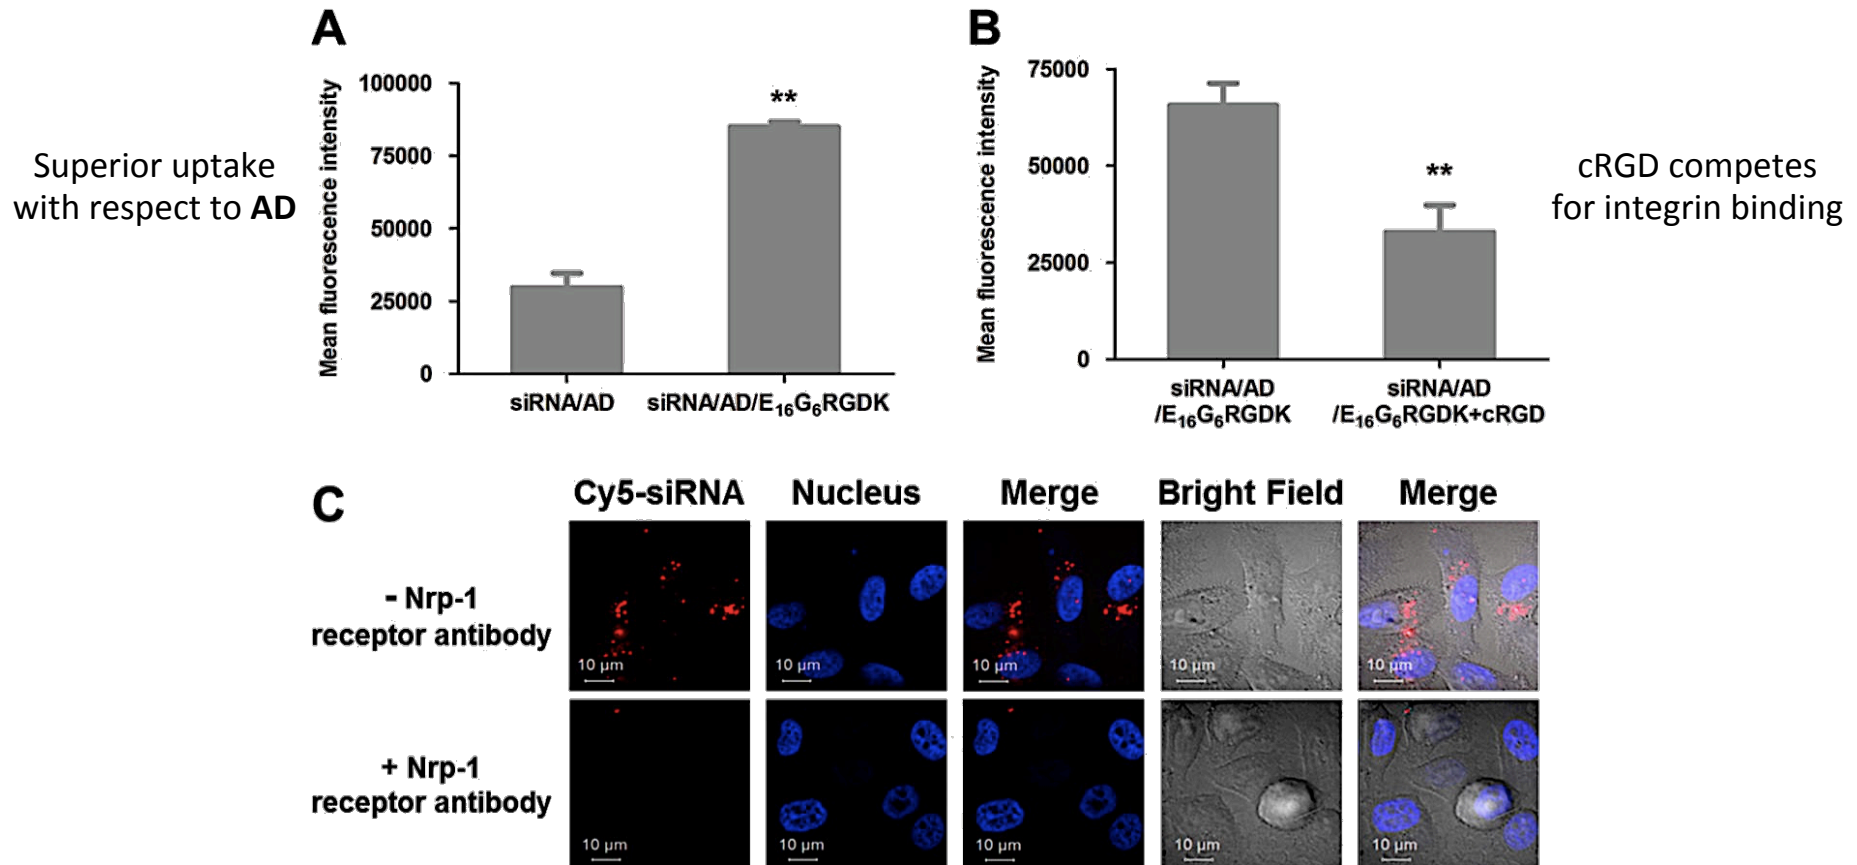 A
B
Superior uptake
with respect to AD
Mean fluorescence intensity
100000
75000
50000
25000
0
**
siRNA/AD
siRNA/AD/E₁₆G₆RGDK
Mean fluorescence intensity
75000
50000
25000
0
**
siRNA/AD
/E₁₆G₆RGDK
siRNA/AD
/E₁₆G₆RGDK+cRGD
cRGD competes
for integrin binding
C
Cy5-siRNA
Nucleus
Merge
Bright Field
Merge
- Nrp-1
receptor antibody
10 µm
10 µm
10 µm
10 µm
10 µm
+ Nrp-1
receptor antibody
10 µm
10 µm
10 µm
10 µm
10 µm